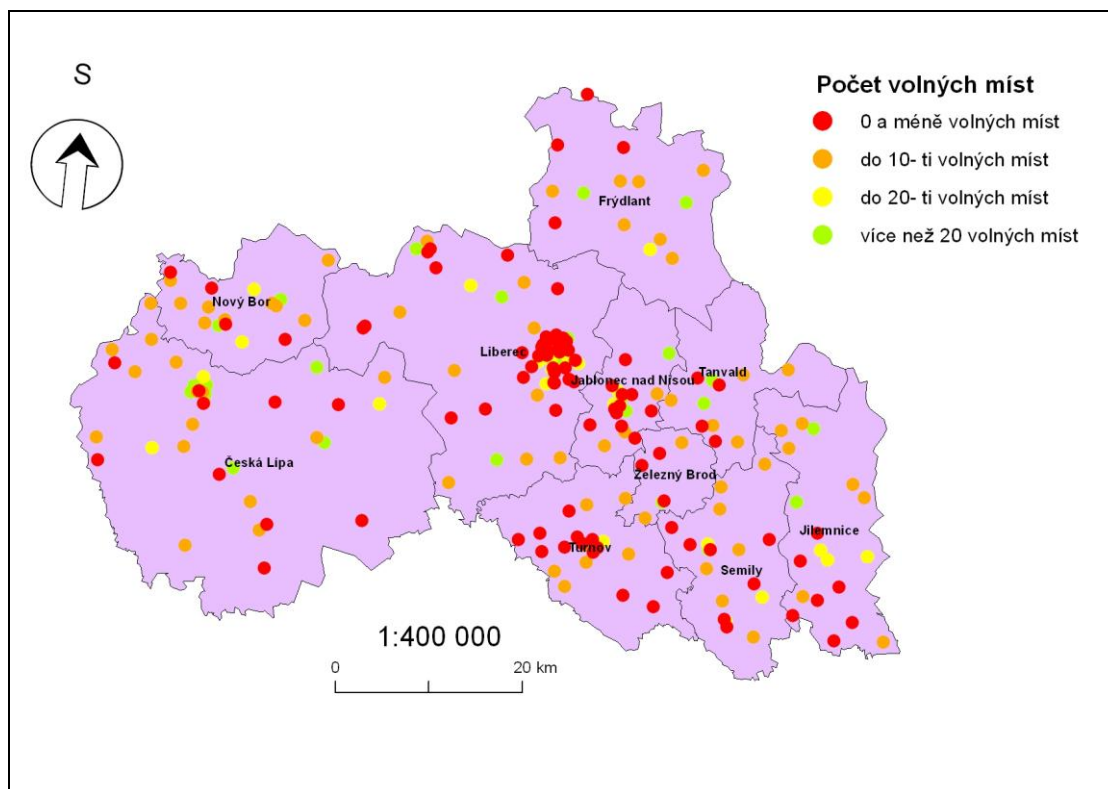 S
Počet volných míst
0 a méně volných míst
do 10- ti volných míst
do 20- ti volných míst
více než 20 volných míst
Frýdlant
Nový Bor
Liberec
Jablonec nad Nisou
Tanvald
Česká Lípa
Železný Brod
Jilemnice
Turnov
Semily
1:400 000
0
20 km